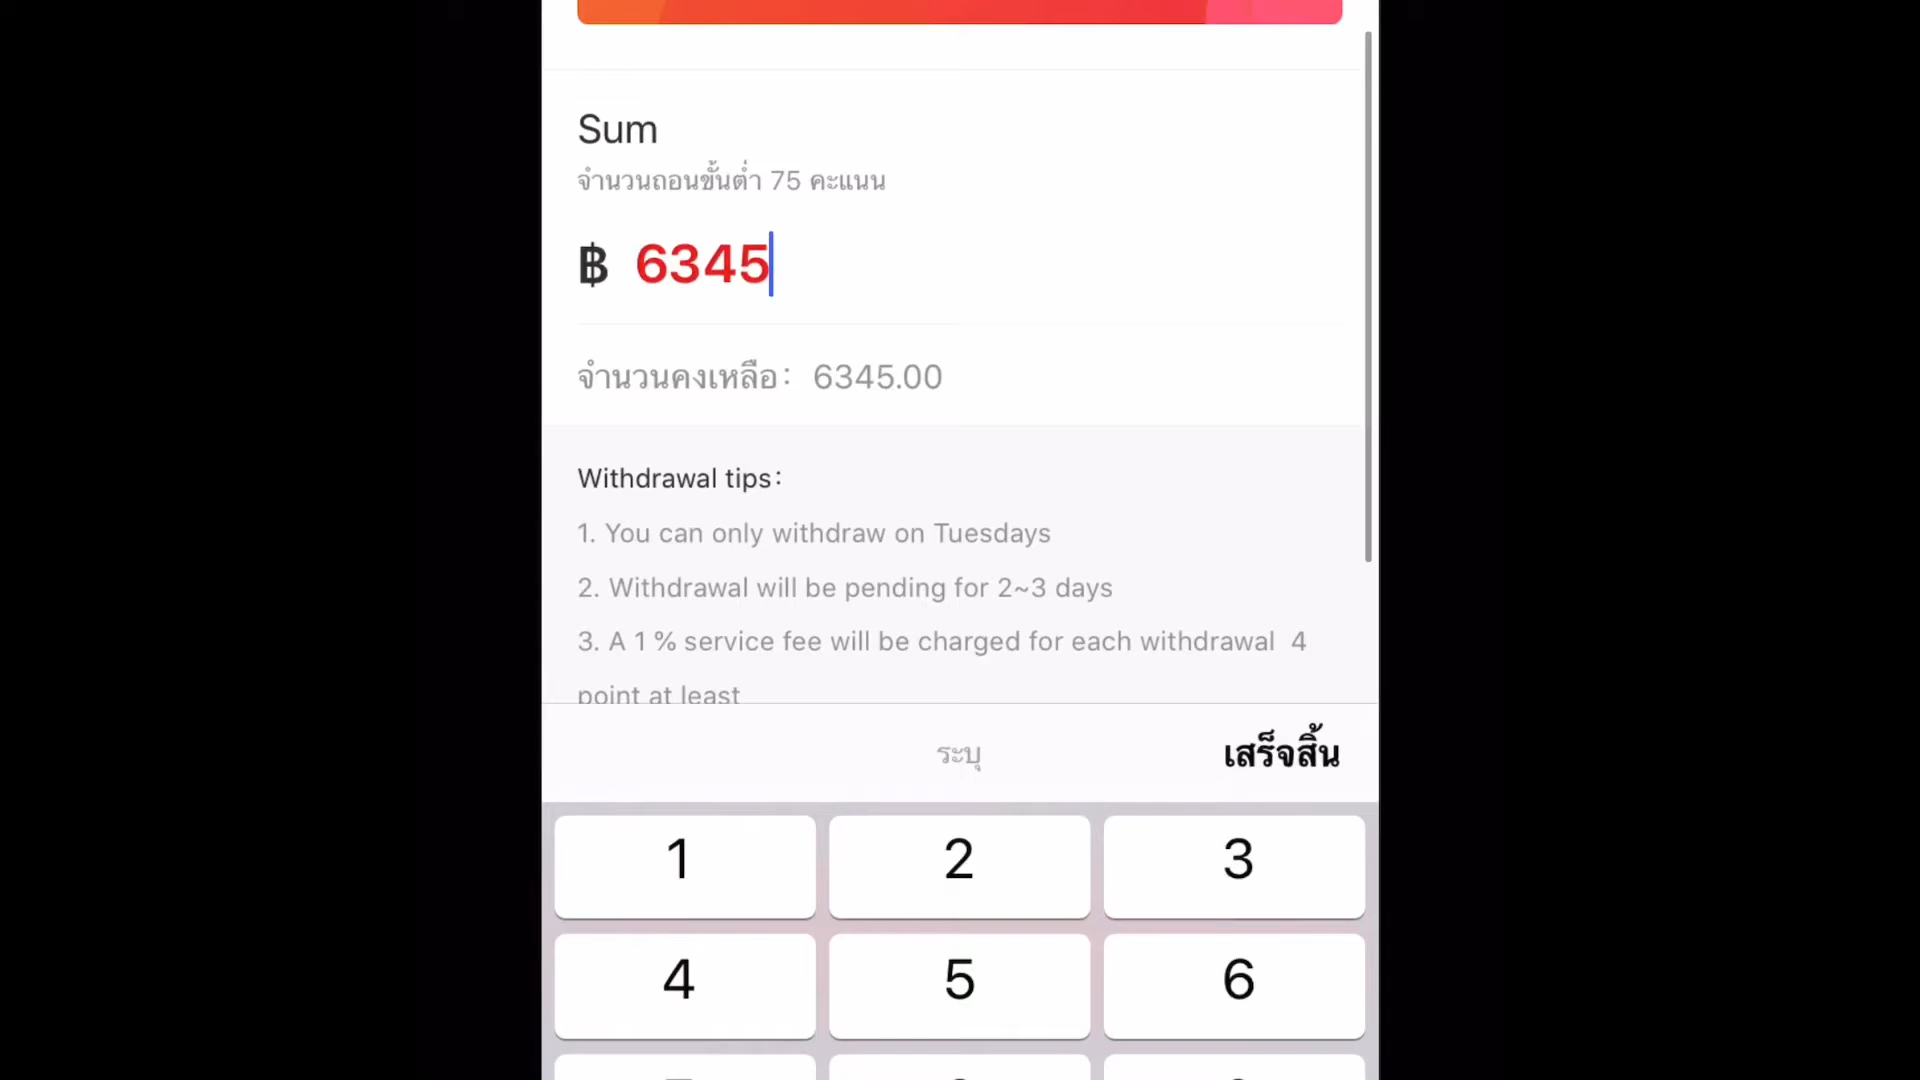 Sum
จำนวนถอนขั้นต่ำ 75 คะแนน
฿ 6345
จำนวนคงเหลือ: 6345.00
Withdrawal tips:
1. You can only withdraw on Tuesdays
2. Withdrawal will be pending for 2~3 days
3. A 1 % service fee will be charged for each withdrawal 4
point at least
ระบุ
เสร็จสิ้น
1 2 3
4 5 6